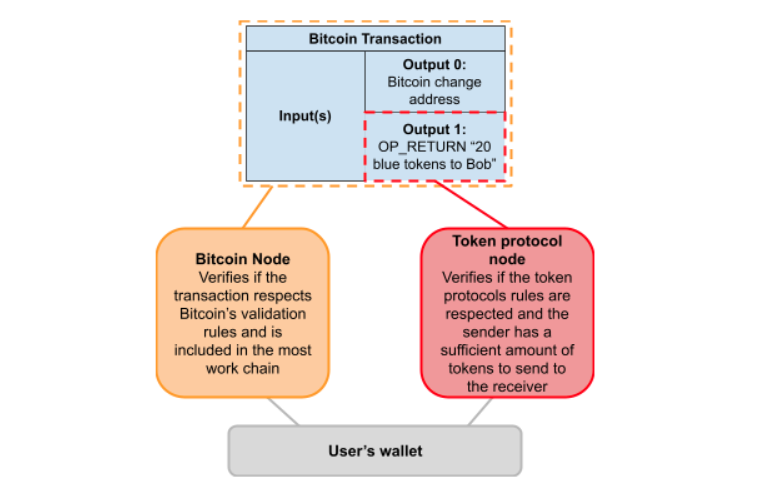 Bitcoin Transaction
Input(s)
Output 0:
Bitcoin change
address
Output 1:
OP_RETURN “20
blue tokens to Bob”
Bitcoin Node
Verifies if the
transaction respects
Bitcoin’s validation
rules and is
included in the most
work chain
Token protocol
node
Verifies if the token
protocols rules are
respected and the
sender has a
sufficient amount of
tokens to send to
the receiver
User’s wallet